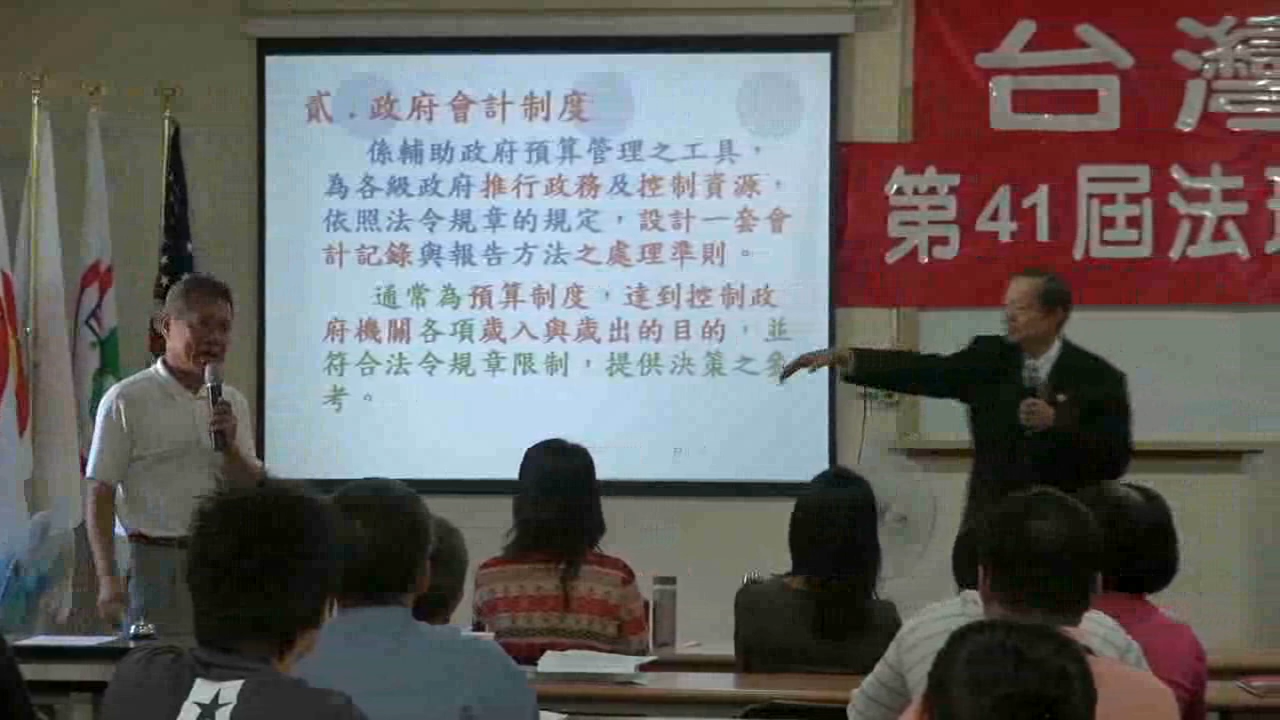 貳.政府會計制度
係輔助政府預算管理之工具,
為各級政府推行政務及控制資源,
依照法令規章的規定,設計一套會
計記錄與報告方法之處理準則。
通常為預算制度,達到控制政
府機關各項歲入與歲出的目的,並
符合法令規章限制,提供決策之參
考。
台灣
第41屆法